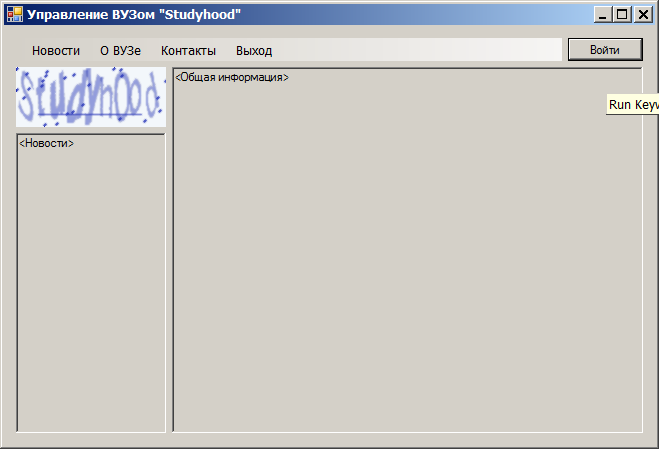 Управление ВУЗом "Studyhood"
Новости О ВУЗе Контакты Выход Войти
StudyhOod
<Общая информация>
Run Keyw
<Новости>